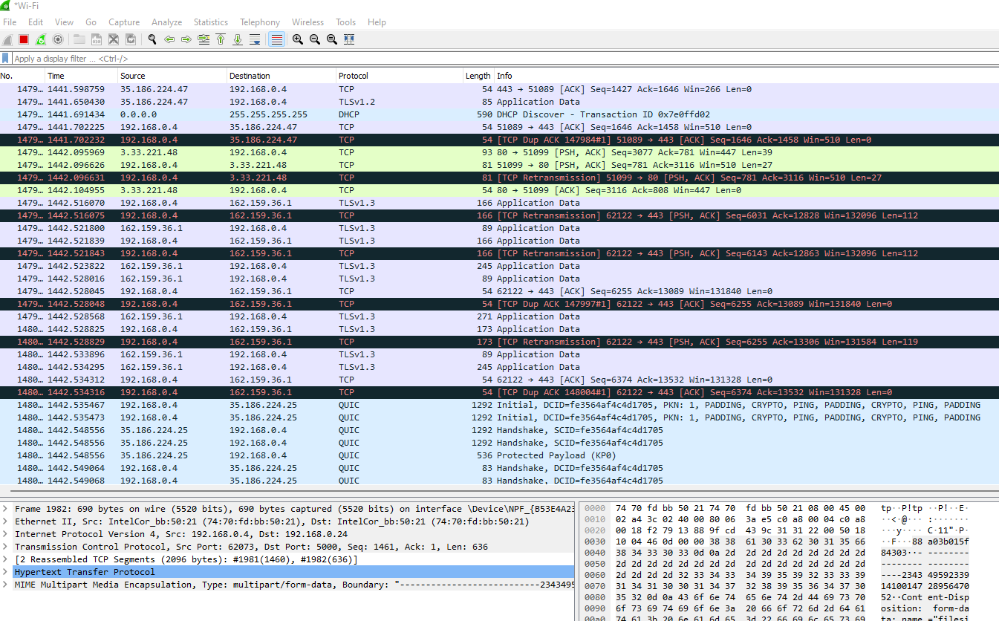 *Wi-Fi
File Edit View Go Capture Analyze Statistics Telephony Wireless Tools Help
Apply a display filter ... <Ctrl-/>
No. Time Source Destination Protocol Length Info
1479… 1441.598759 35.186.224.47 192.168.0.4 TCP 54 443 → 51089 [ACK] Seq=1427 Ack=1646 Win=266 Len=0
1479… 1441.650430 35.186.224.47 192.168.0.4 TLSv1.2 85 Application Data
1479… 1441.691434 0.0.0.0 255.255.255.255 DHCP 590 DHCP Discover - Transaction ID 0x7e0ffd02
1479… 1441.702225 192.168.0.4 35.186.224.47 TCP 54 51089 → 443 [ACK] Seq=1646 Ack=1458 Win=510 Len=0
1479… 1441.702232 192.168.0.4 35.186.224.47 TCP 54 [TCP Dup ACK 147984#1] 51089 → 443 [ACK] Seq=1646 Ack=1458 Win=510 Len=0
1479… 1442.095969 3.33.221.48 192.168.0.4 TCP 93 80 → 51099 [PSH, ACK] Seq=3077 Ack=781 Win=447 Len=39
1479… 1442.096626 192.168.0.4 3.33.221.48 TCP 81 51099 → 80 [PSH, ACK] Seq=781 Ack=3116 Win=510 Len=27
1479… 1442.096631 192.168.0.4 3.33.221.48 TCP 81 [TCP Retransmission] 51099 → 80 [PSH, ACK] Seq=781 Ack=3116 Win=510 Len=27
1479… 1442.104955 3.33.221.48 192.168.0.4 TCP 54 80 → 51099 [ACK] Seq=3116 Ack=808 Win=447 Len=0
1479… 1442.516070 192.168.0.4 162.159.36.1 TLSv1.3 166 Application Data
1479… 1442.516075 192.168.0.4 162.159.36.1 TCP 166 [TCP Retransmission] 62122 → 443 [PSH, ACK] Seq=6031 Ack=12828 Win=132096 Len=112
1479… 1442.521800 162.159.36.1 192.168.0.4 TLSv1.3 89 Application Data
1479… 1442.521839 192.168.0.4 162.159.36.1 TLSv1.3 166 Application Data
1479… 1442.521843 192.168.0.4 162.159.36.1 TCP 166 [TCP Retransmission] 62122 → 443 [PSH, ACK] Seq=6143 Ack=12863 Win=132096 Len=112
1479… 1442.523822 162.159.36.1 192.168.0.4 TLSv1.3 245 Application Data
1479… 1442.528016 162.159.36.1 192.168.0.4 TLSv1.3 89 Application Data
1479… 1442.528045 192.168.0.4 162.159.36.1 TCP 54 62122 → 443 [ACK] Seq=6255 Ack=13089 Win=131840 Len=0
1479… 1442.528048 192.168.0.4 162.159.36.1 TCP 54 [TCP Dup ACK 147997#1] 62122 → 443 [ACK] Seq=6255 Ack=13089 Win=131840 Len=0
1479… 1442.528568 162.159.36.1 192.168.0.4 TLSv1.3 271 Application Data
1480… 1442.528825 192.168.0.4 162.159.36.1 TLSv1.3 173 Application Data
1480… 1442.528829 192.168.0.4 162.159.36.1 TCP 173 [TCP Retransmission] 62122 → 443 [PSH, ACK] Seq=6255 Ack=13306 Win=131584 Len=119
1480… 1442.533896 162.159.36.1 192.168.0.4 TLSv1.3 89 Application Data
1480… 1442.534295 162.159.36.1 192.168.0.4 TLSv1.3 245 Application Data
1480… 1442.534312 192.168.0.4 162.159.36.1 TCP 54 62122 → 443 [ACK] Seq=6374 Ack=13532 Win=131328 Len=0
1480… 1442.534316 192.168.0.4 162.159.36.1 TCP 54 [TCP Dup ACK 148004#1] 62122 → 443 [ACK] Seq=6374 Ack=13532 Win=131328 Len=0
1480… 1442.535467 192.168.0.4 35.186.224.25 QUIC 1292 Initial, DCID=fe3564af4c4d1705, PKN: 1, PADDING, CRYPTO, PING, PADDING, CRYPTO, PING, PADDING
1480… 1442.535473 192.168.0.4 35.186.224.25 QUIC 1292 Initial, DCID=fe3564af4c4d1705, PKN: 1, PADDING, CRYPTO, PING, PADDING, CRYPTO, PING, PADDING
1480… 1442.548556 35.186.224.25 192.168.0.4 QUIC 1292 Handshake, SCID=fe3564af4c4d1705
1480… 1442.548556 35.186.224.25 192.168.0.4 QUIC 1292 Handshake, SCID=fe3564af4c4d1705
1480… 1442.548556 35.186.224.25 192.168.0.4 QUIC 536 Protected Payload (KP0)
1480… 1442.549064 192.168.0.4 35.186.224.25 QUIC 83 Handshake, DCID=fe3564af4c4d1705
1480… 1442.549068 192.168.0.4 35.186.224.25 QUIC 83 Handshake, DCID=fe3564af4c4d1705
Frame 1982: 690 bytes on wire (5520 bits), 690 bytes captured (5520 bits) on interface \Device\NPF_{B53E4A23
Ethernet II, Src: IntelCor_bb:50:21 (74:70:fd:bb:50:21), Dst: IntelCor_bb:50:21 (74:70:fd:bb:50:21)
Internet Protocol Version 4, Src: 192.168.0.4, Dst: 192.168.0.24
Transmission Control Protocol, Src Port: 62073, Dst Port: 5000, Seq: 1461, Ack: 1, Len: 636
[2 Reassembled TCP Segments (2096 bytes): #1981(1460), #1982(636)]
Hypertext Transfer Protocol
MIME Multipart Media Encapsulation, Type: multipart/form-data, Boundary: "---------------------------2343495
0000 74 70 fd bb 50 21 74 70 fd bb 50 21 08 00 45 00 tp··P!tp ··P!··E·
0010 02 a4 3c 02 40 00 80 06 3a e5 c0 a8 00 04 c0 a8 ··<·@··· :·······
0020 00 18 f2 79 13 88 9f cd 43 9c 31 31 22 00 50 18 ···y···· C·11"·P·
0030 10 04 46 0d 00 00 38 38 61 30 33 62 30 31 35 66 ··F···88 a03b015f
0040 38 34 33 30 33 0d 0a 2d 2d 2d 2d 2d 2d 2d 2d 2d 84303··- --------
0050 2d 2d 2d 2d 2d 2d 2d 2d 2d 2d 2d 2d 2d 2d 2d 2d -------- --------
0060 2d 2d 2d 2d 32 33 34 33 34 39 35 39 32 33 33 39 ----2343 49592339
0070 31 34 31 30 30 31 34 37 32 38 39 35 36 34 37 30 14100147 28956470
0080 35 32 0d 0a 43 6f 6e 74 65 6e 74 2d 44 69 73 70 52··Cont ent-Disp
0090 6f 73 69 74 69 6f 6e 3a 20 66 6f 72 6d 2d 64 61 osition: form-da
00a0 74 61 3b 20 6e 61 6d 65 3d 22 66 69 6c 65 73 69 ta; name ="filesi